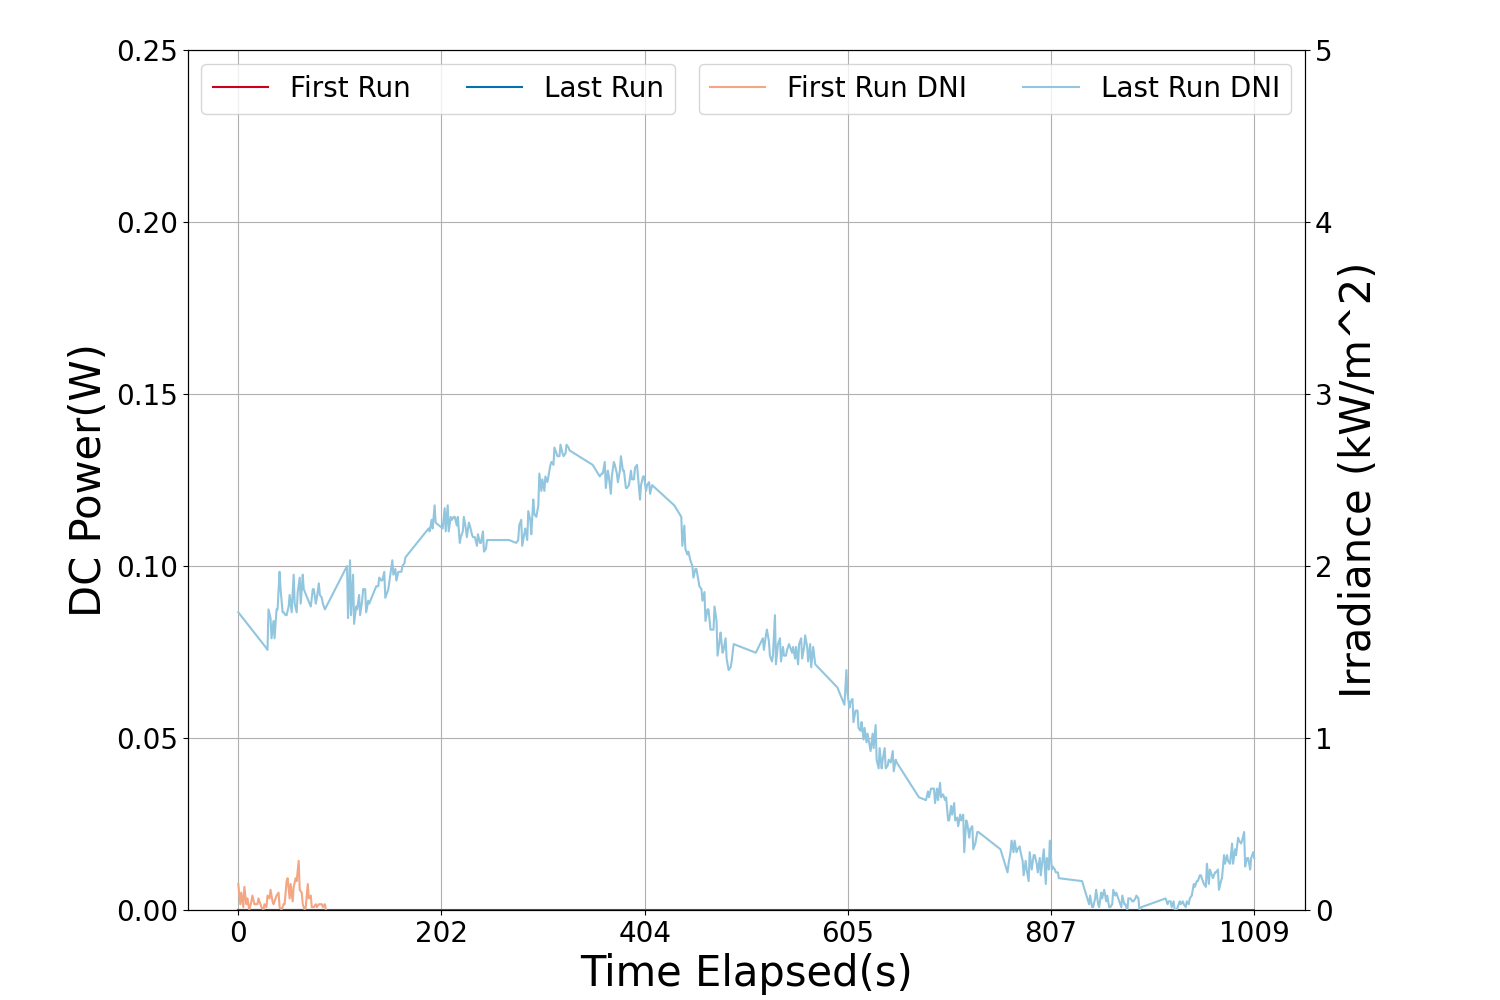 First Run
Last Run
First Run DNI
Last Run DNI
DC Power(W)
0.25
0.20
0.15
0.10
0.05
0.00
5
4
3
2
1
0
Irradiance (kW/m^2)
0 202 404 605 807 1009
Time Elapsed(s)